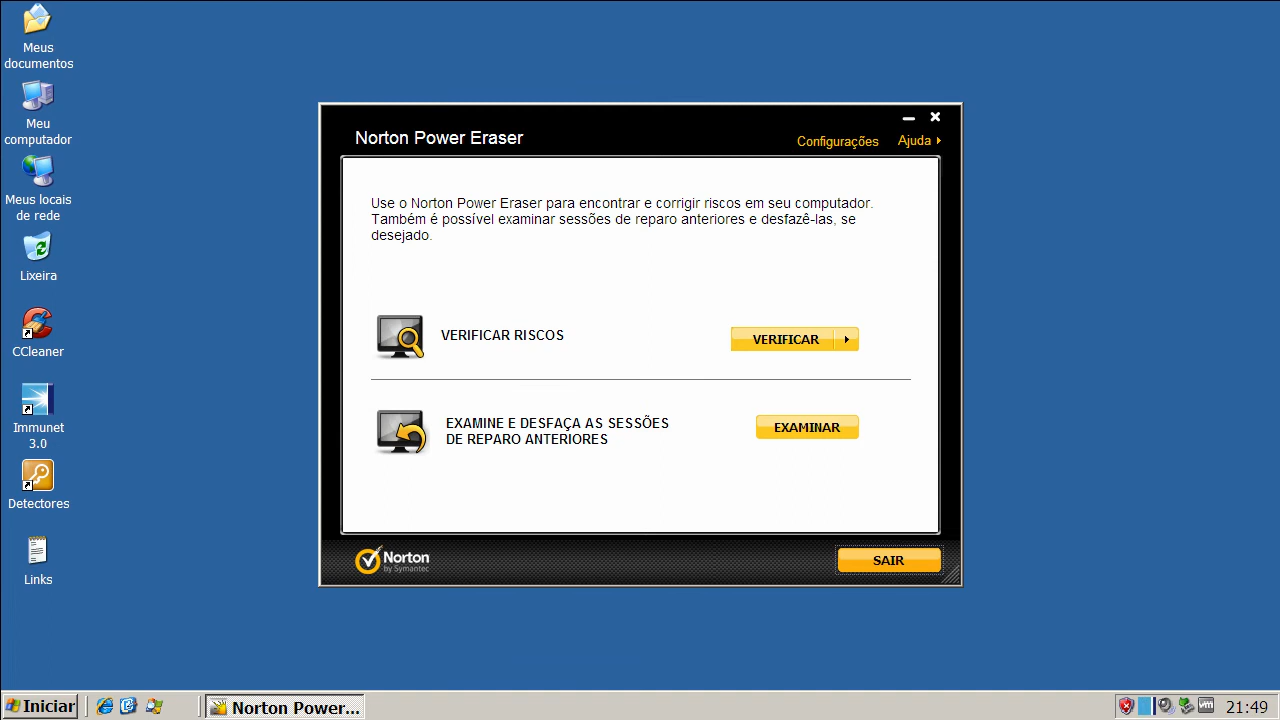 Meus
documentos
Meu
computador
Meus locais
de rede
Lixeira
CCleaner
Immunet
3.0
Detectores
Links
Norton Power Eraser
Configurações
Ajuda
Use o Norton Power Eraser para encontrar e corrigir riscos em seu computador.
Também é possível examinar sessões de reparo anteriores e desfazê-las, se
desejado.
VERIFICAR RISCOS
VERIFICAR
EXAMINE E DESFAÇA AS SESSÕES
DE REPARO ANTERIORES
EXAMINAR
Norton
by Symantec
SAIR
Iniciar
Norton Power...
vm
21:49